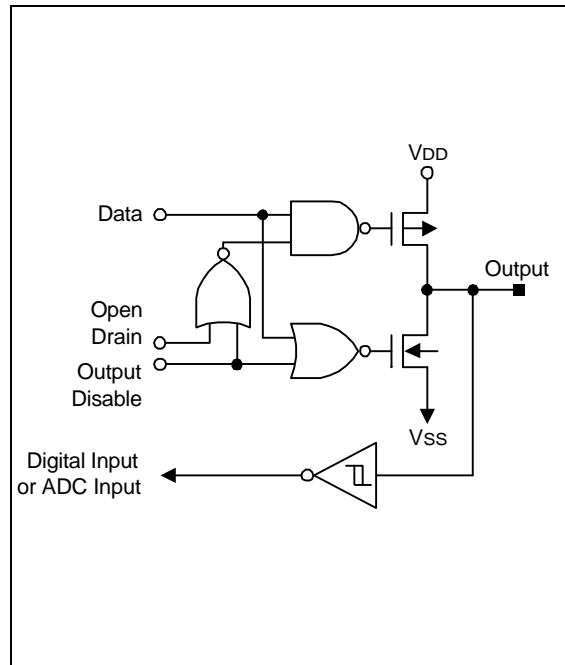 VDD
Data
Output
Open
Drain
Output
Disable
VSS
Digital Input
or ADC Input